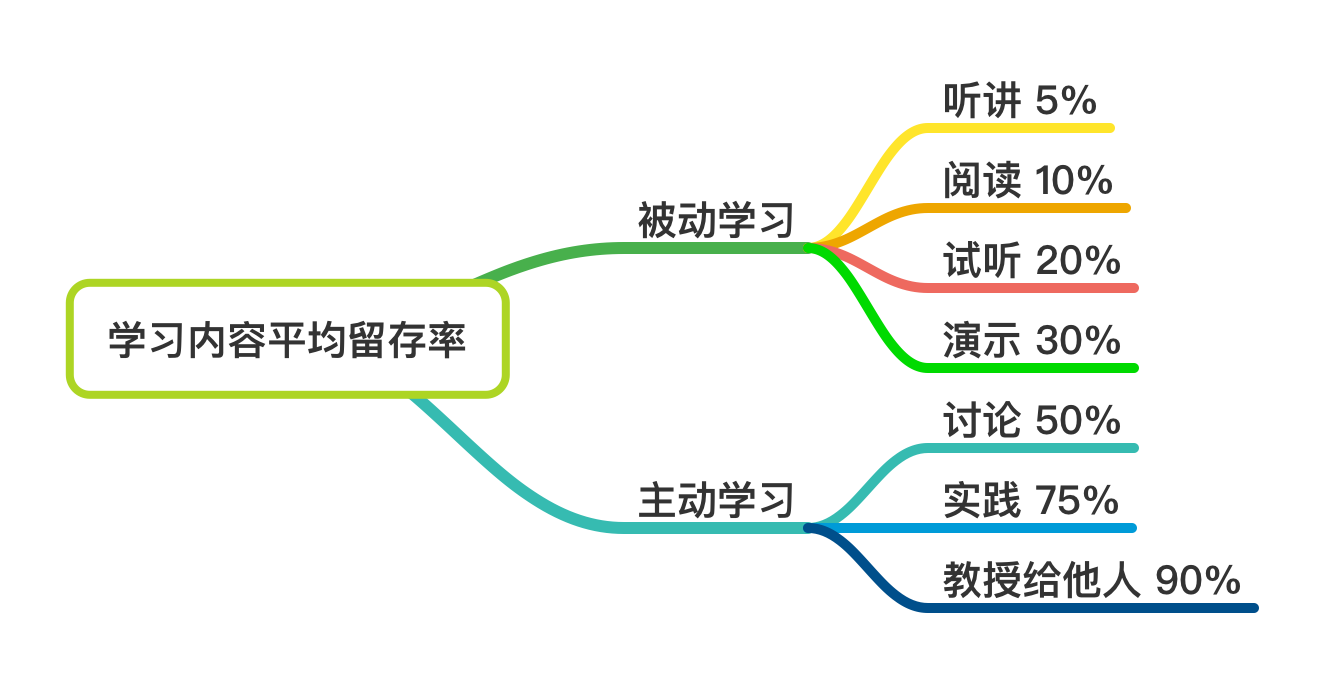 学习内容平均留存率
被动学习
听讲 5%
阅读 10%
试听 20%
演示 30%
主动学习
讨论 50%
实践 75%
教授给他人 90%